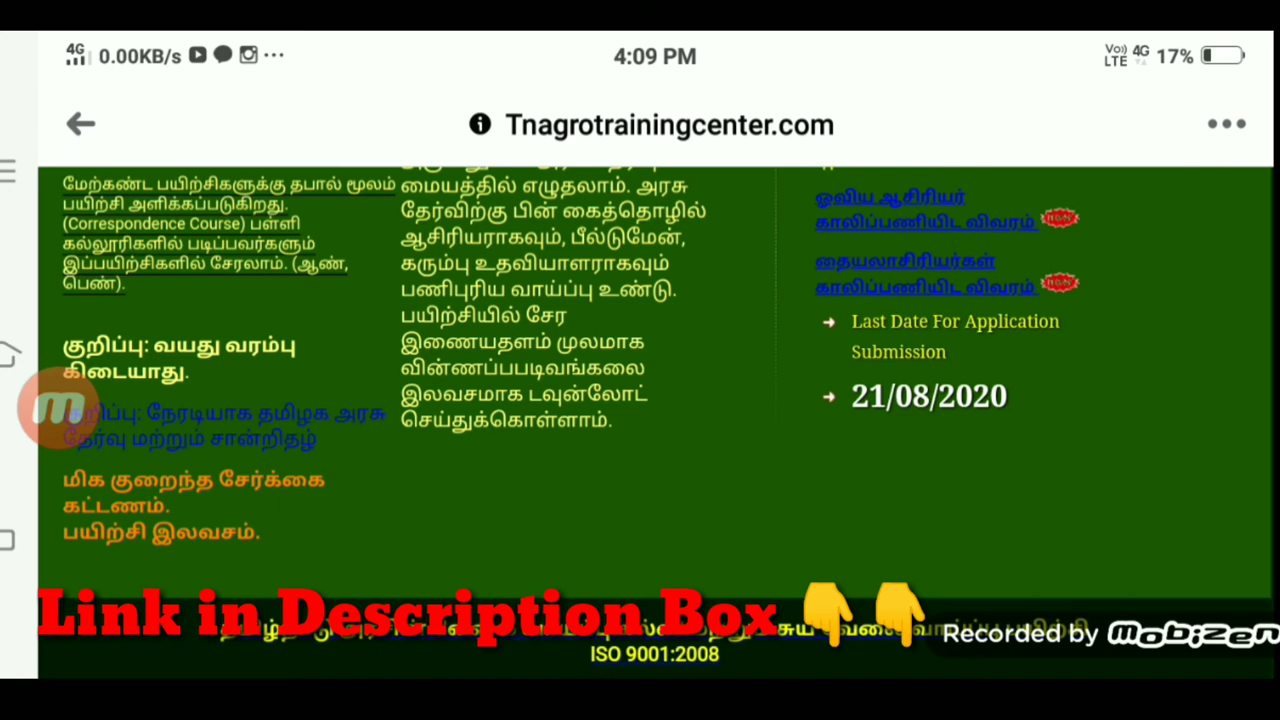 4G 0.00KB/s
4:09 PM
Vo)) LTE 4G 17%
Tnagrotrainingcenter.com
மேற்கண்ட பயிற்சிகளுக்கு தபால் மூலம்
பயிற்சி அளிக்கப்படுகிறது.
(Correspondence Course) பள்ளி
கல்லூரிகளில் படிப்பவர்களும்
இப்பயிற்சிகளில் சேரலாம். (ஆண்,
பெண்).
குறிப்பு: வயது வரம்பு
கிடையாது.
குறிப்பு: நேரடியாக தமிழக அரசு
தேர்வு மற்றும் சான்றிதழ்
மிக குறைந்த சேர்க்கை
கட்டணம்.
பயிற்சி இலவசம்.
மையத்தில் எழுதலாம். அரசு
தேர்விற்கு பின் கைத்தொழில்
ஆசிரியராகவும், பீல்டுமேன்,
கரும்பு உதவியாளராகவும்
பணிபுரிய வாய்ப்பு உண்டு.
பயிற்சியில் சேர
இணையதளம் முலமாக
விண்ணப்பபடிவங்கலை
இலவசமாக டவுன்லோட்
செய்துக்கொள்ளாம்.
ஓவிய ஆசிரியர்
காலிப்பணியிட விவரம்
தையலாசிரியர்கள்
காலிப்பணியிட விவரம்
Last Date For Application
Submission
21/08/2020
Link in Description Box
Recorded by mobizen
ISO 9001:2008